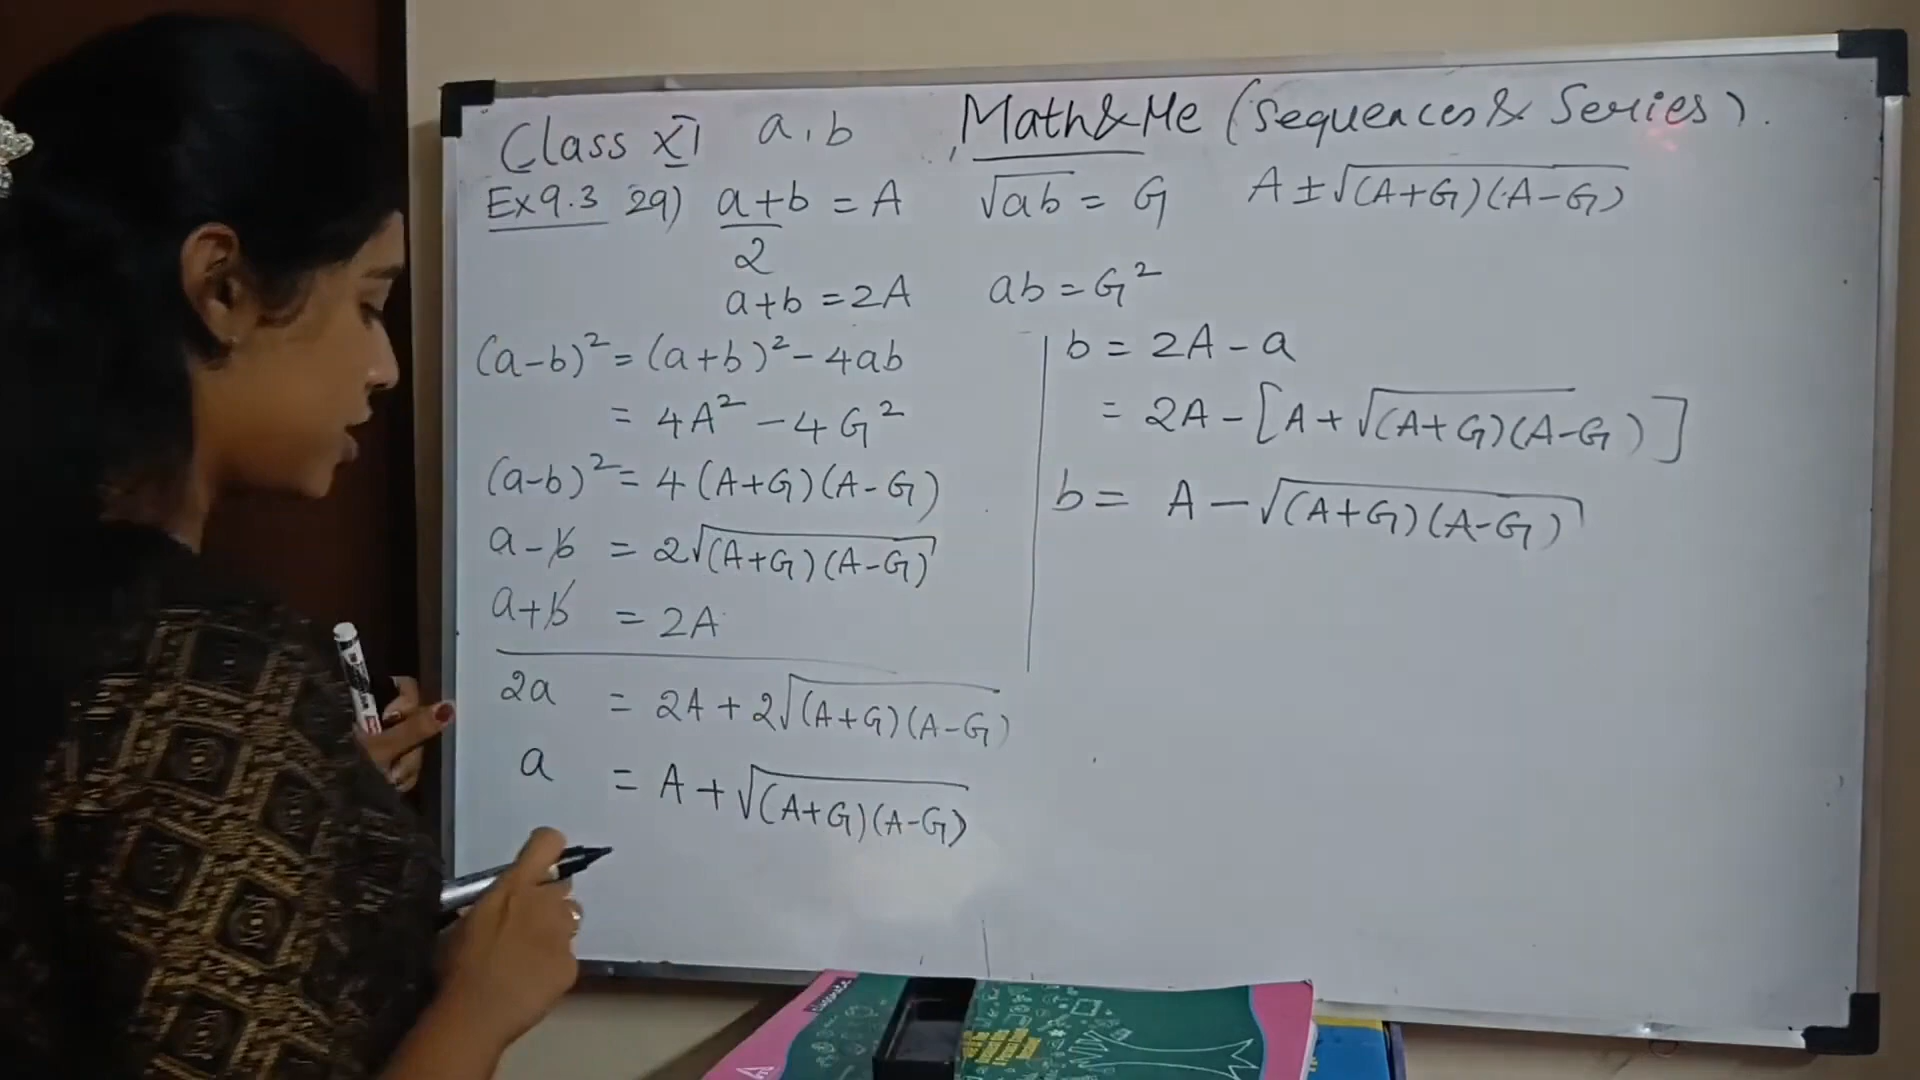 Class XI a, b Math&Me (Sequences & Series).
Ex 9.3 29) a+b/2 = A √ab = G A ± √(A+G)(A-G)
a+b = 2A ab = G²
(a-b)² = (a+b)² - 4ab
= 4A² - 4G²
(a-b)² = 4(A+G)(A-G)
a-b = 2√(A+G)(A-G)
a+b = 2A
2a = 2A + 2√(A+G)(A-G)
a = A + √(A+G)(A-G)
b = 2A - a
= 2A - [A + √(A+G)(A-G)]
b = A - √(A+G)(A-G)